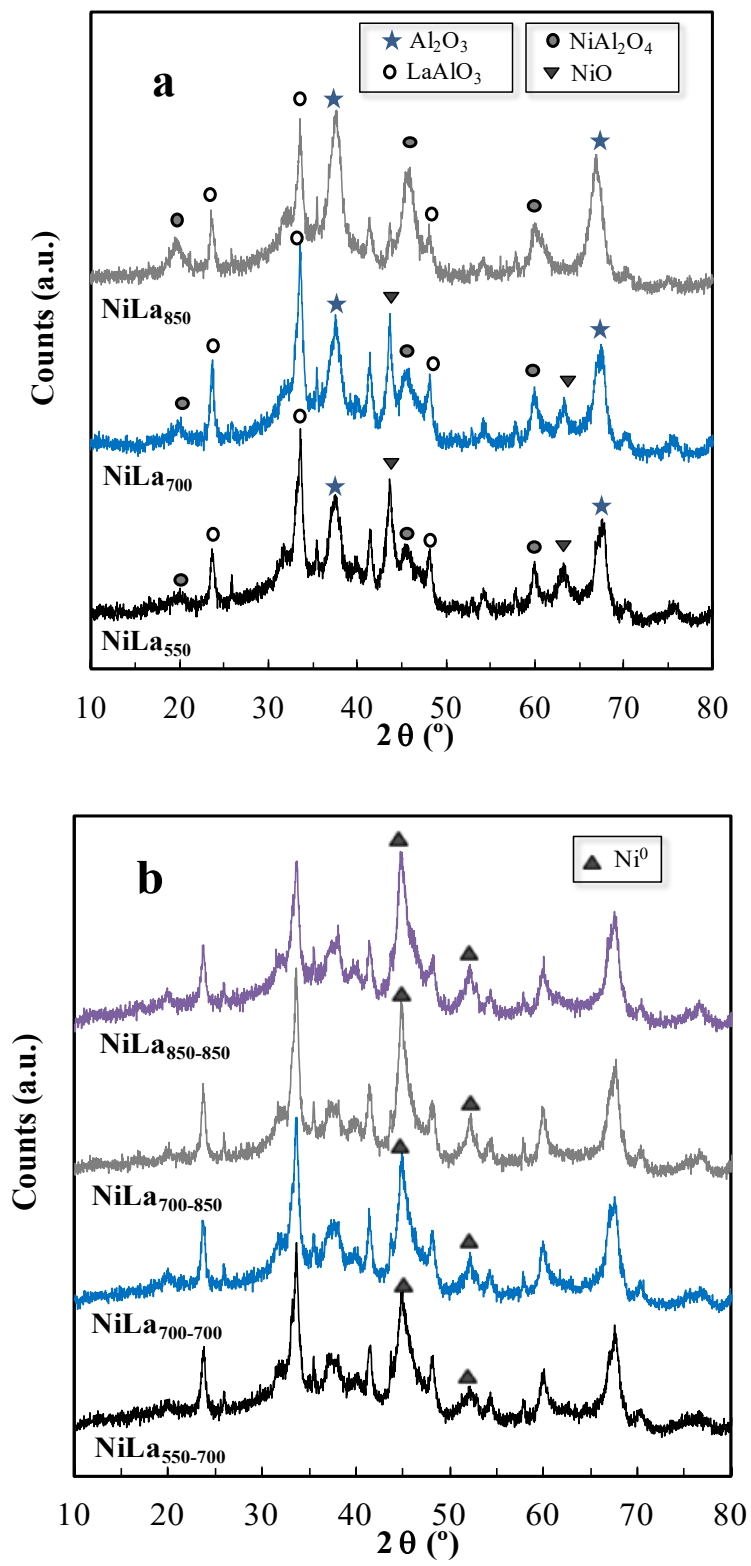 Al₂O₃
LaAlO₃
NiAl₂O₄
NiO
a
NiLa₈₅₀
NiLa₇₀₀
NiLa₅₅₀
Counts (a.u.)
10 20 30 40 50 60 70 80
2 θ (º)
b
Ni⁰
NiLa₈₅₀₋₈₅₀
NiLa₇₀₀₋₈₅₀
NiLa₇₀₀₋₇₀₀
NiLa₅₅₀₋₇₀₀
Counts (a.u.)
10 20 30 40 50 60 70 80
2 θ (º)